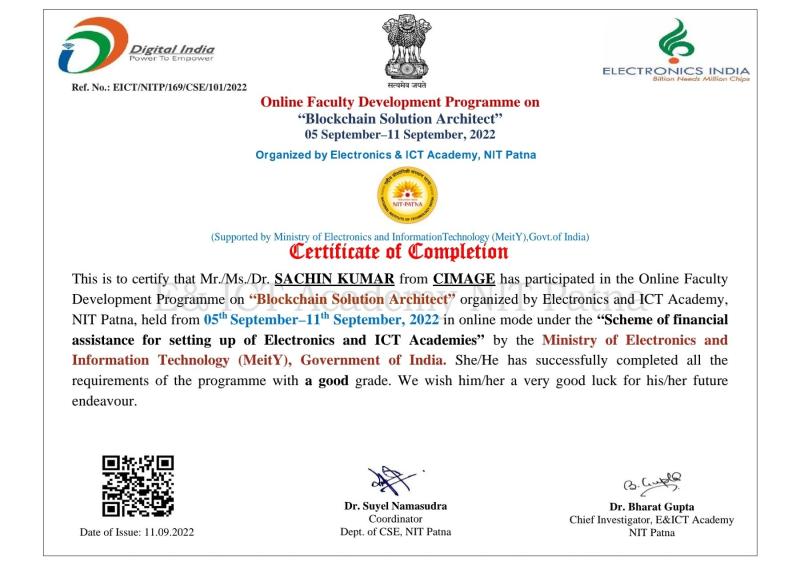 Digital India
Power To Empower
सत्यमेव जयते
ELECTRONICS INDIA
Billion Needs Million Chips
Ref. No.: EICT/NITP/169/CSE/101/2022
Online Faculty Development Programme on
“Blockchain Solution Architect”
05 September–11 September, 2022
Organized by Electronics & ICT Academy, NIT Patna
NIT-PATNA
(Supported by Ministry of Electronics and InformationTechnology (MeitY),Govt.of India)
Certificate of Completion
This is to certify that Mr./Ms./Dr. SACHIN KUMAR from CIMAGE has participated in the Online Faculty
Development Programme on “Blockchain Solution Architect” organized by Electronics and ICT Academy,
E& ICT Academy NIT Patna
NIT Patna, held from 05th September–11th September, 2022 in online mode under the “Scheme of financial
assistance for setting up of Electronics and ICT Academies” by the Ministry of Electronics and
Information Technology (MeitY), Government of India. She/He has successfully completed all the
requirements of the programme with a good grade. We wish him/her a very good luck for his/her future
endeavour.
B. Gupta
Dr. Suyel Namasudra
Coordinator
Dept. of CSE, NIT Patna
Dr. Bharat Gupta
Chief Investigator, E&ICT Academy
NIT Patna
Date of Issue: 11.09.2022